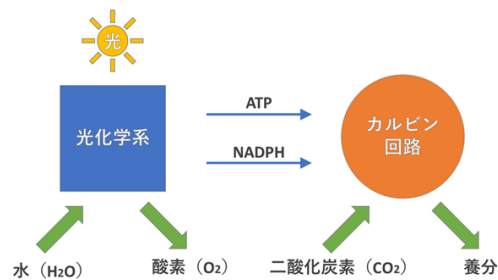 光
光化学系
ATP
NADPH
カルビン
回路
水（H₂O）
酸素（O₂）
二酸化炭素（CO₂）
養分